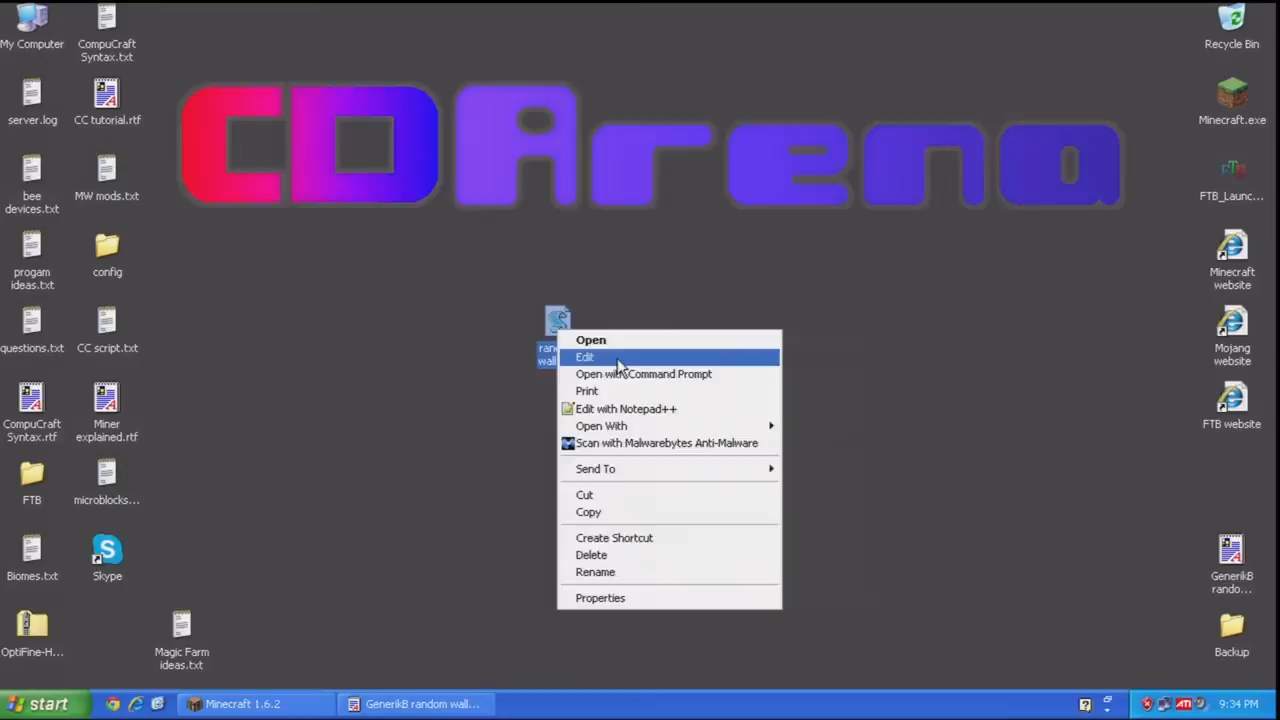 My Computer
CompuCraft
Syntax.txt
server.log
CC tutorial.rtf
bee
devices.txt
MW mods.txt
progam
ideas.txt
config
questions.txt
CC script.txt
CompuCraft
Syntax.rtf
Miner
explained.rtf
FTB
microblocks...
Biomes.txt
Skype
OptiFine-H...
Magic Farm
ideas.txt
CD Arena
Open
Edit
Open with Command Prompt
Print
Edit with Notepad++
Open With
Scan with Malwarebytes Anti-Malware
Send To
Cut
Copy
Create Shortcut
Delete
Rename
Properties
Recycle Bin
Minecraft.exe
FTB_Launc...
Minecraft
website
Mojang
website
FTB website
GenerikB
rando...
Backup
start
Minecraft 1.6.2
GenerikB random wall...
ATI
9:34 PM